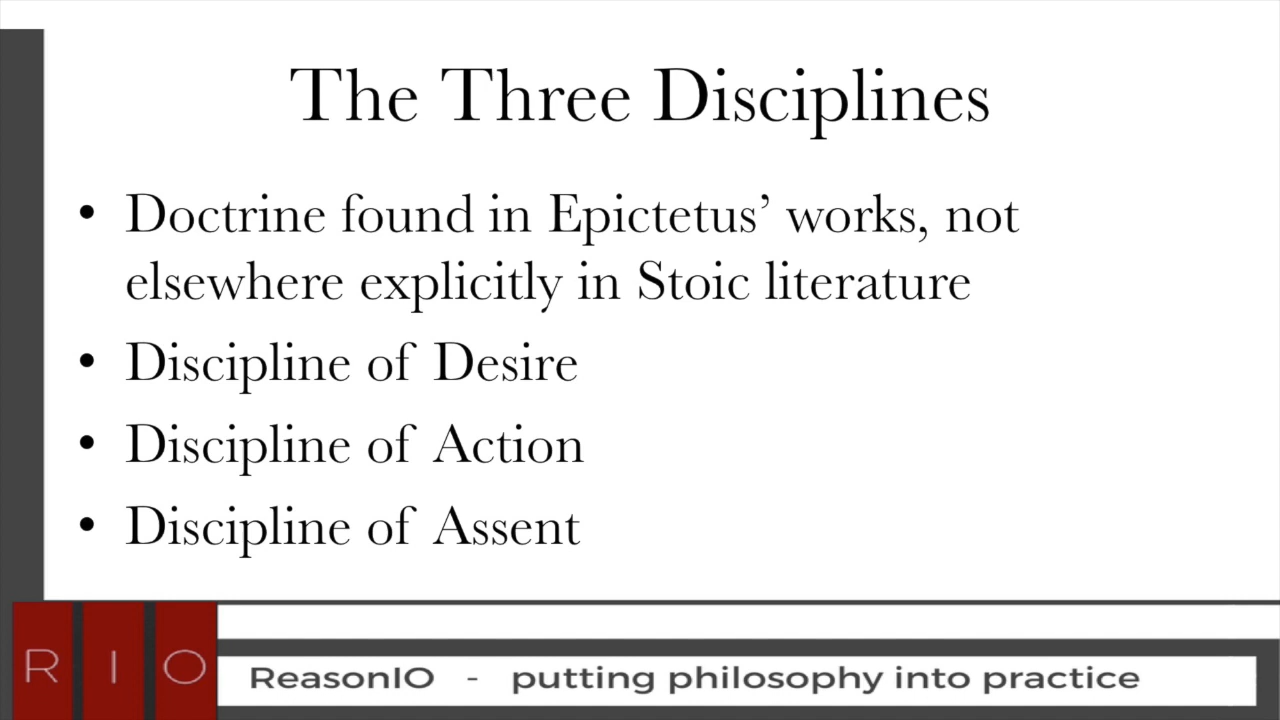 The Three Disciplines
• Doctrine found in Epictetus’ works, not
elsewhere explicitly in Stoic literature
• Discipline of Desire
• Discipline of Action
• Discipline of Assent
R I O
ReasonIO - putting philosophy into practice